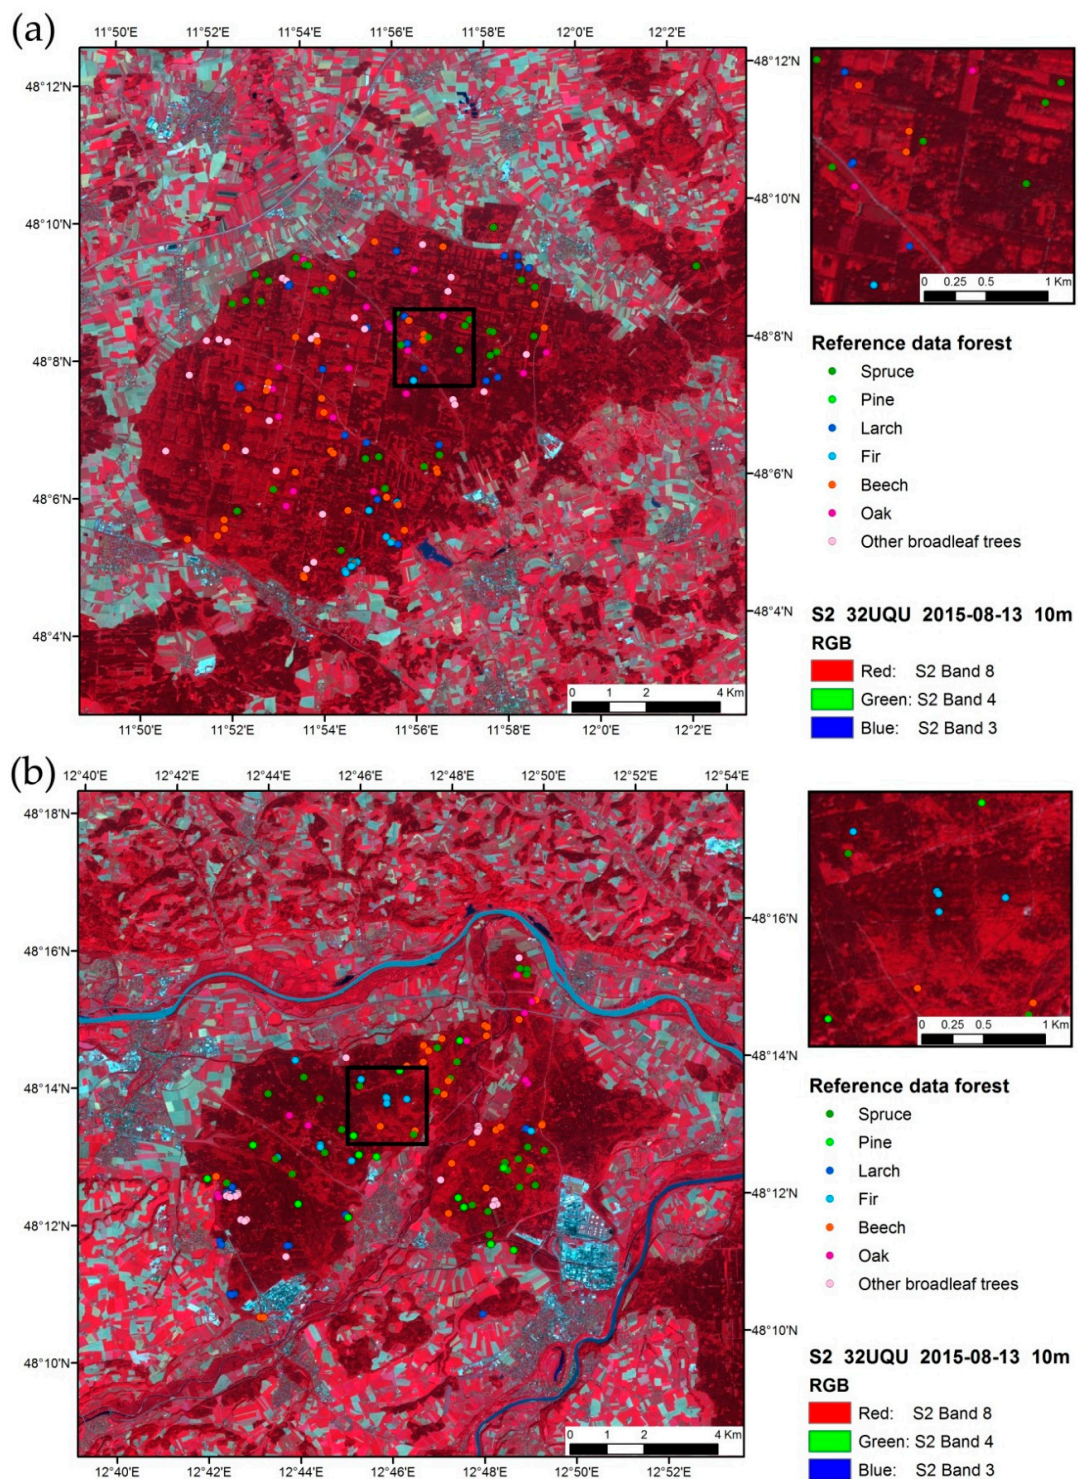 (a)
11°50'E 11°52'E 11°54'E 11°56'E 11°58'E 12°0'E 12°2'E
48°12'N 48°12'N
48°10'N 48°10'N
48°8'N 48°8'N
48°6'N 48°6'N
48°4'N 48°4'N
0 1 2 4 Km
11°50'E 11°52'E 11°54'E 11°56'E 11°58'E 12°0'E 12°2'E
0 0.25 0.5 1 Km
Reference data forest
Spruce
Pine
Larch
Fir
Beech
Oak
Other broadleaf trees
S2 32UQU 2015-08-13 10m
RGB
Red: S2 Band 8
Green: S2 Band 4
Blue: S2 Band 3
(b)
12°40'E 12°42'E 12°44'E 12°46'E 12°48'E 12°50'E 12°52'E 12°54'E
48°18'N
48°16'N 48°16'N
48°14'N 48°14'N
48°12'N 48°12'N
48°10'N 48°10'N
0 1 2 4 Km
12°40'E 12°42'E 12°44'E 12°46'E 12°48'E 12°50'E 12°52'E
0 0.25 0.5 1 Km
Reference data forest
Spruce
Pine
Larch
Fir
Beech
Oak
Other broadleaf trees
S2 32UQU 2015-08-13 10m
RGB
Red: S2 Band 8
Green: S2 Band 4
Blue: S2 Band 3